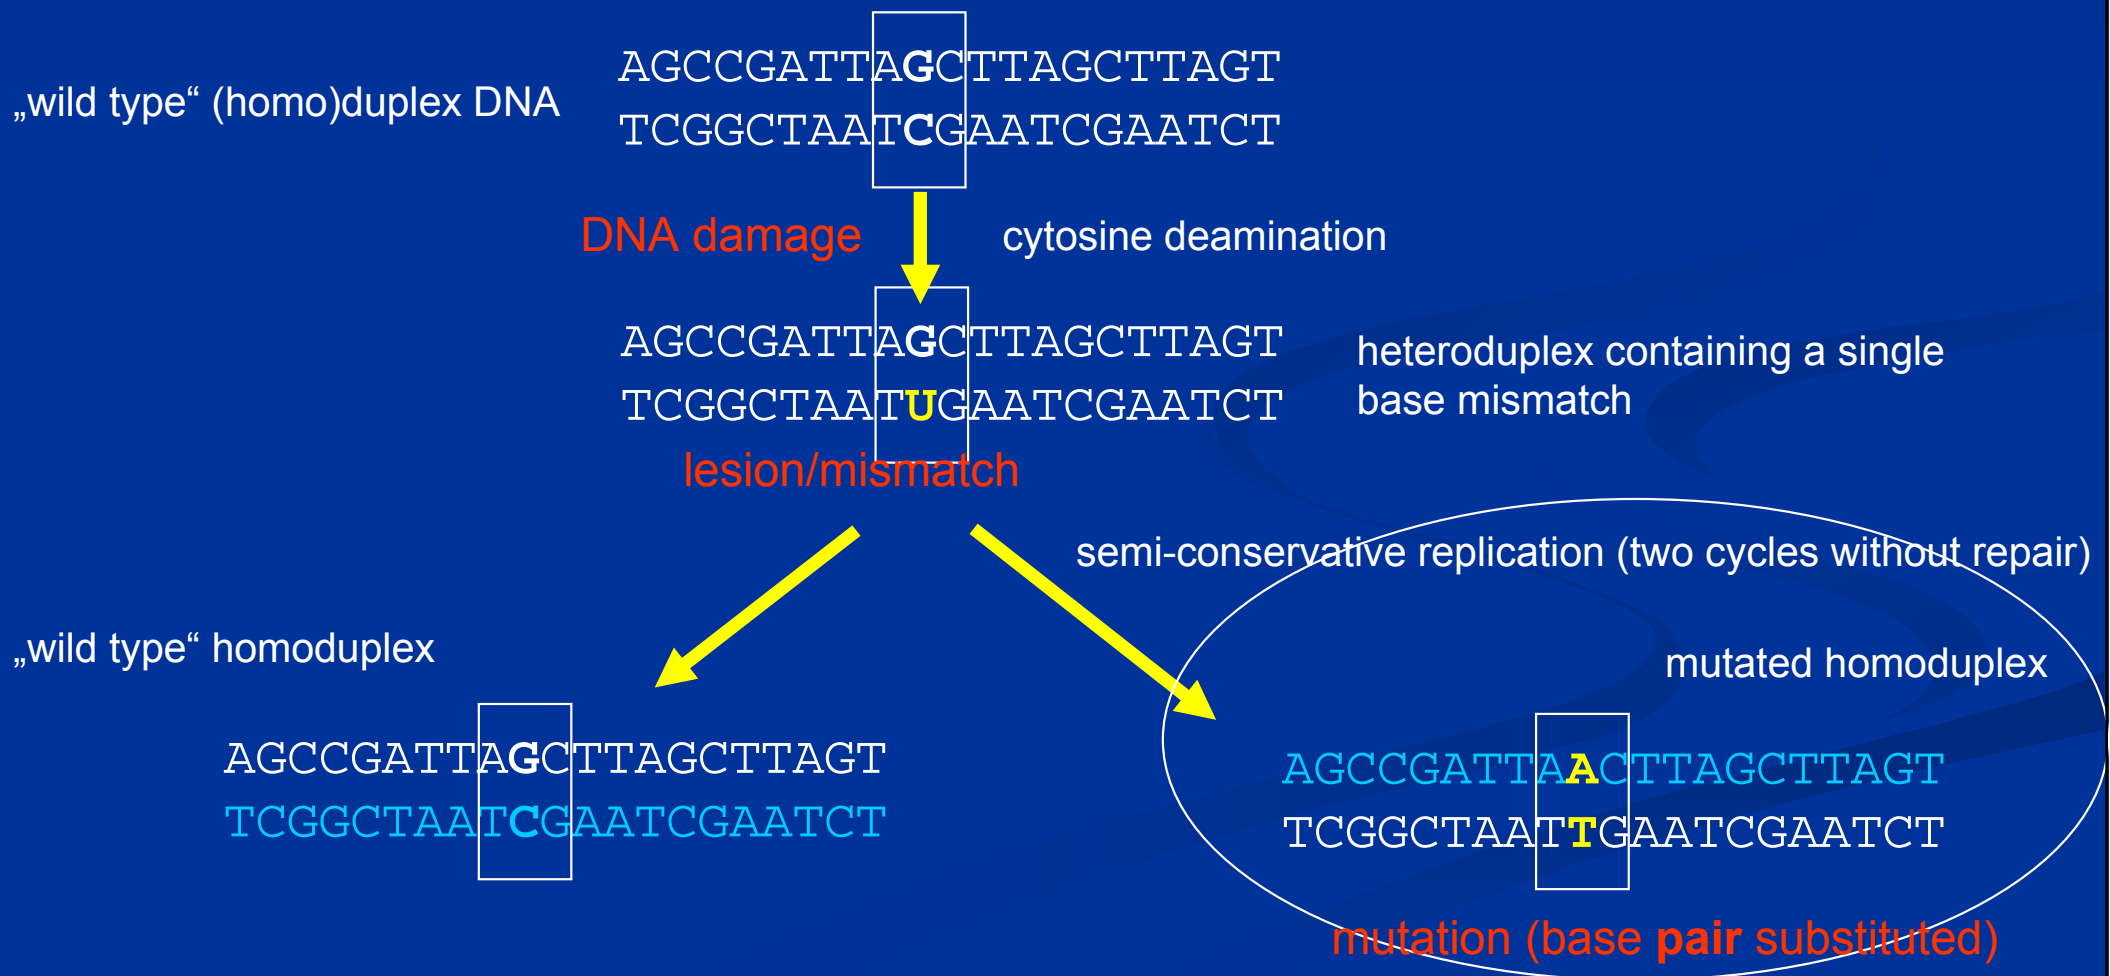 „wild type“ (homo)duplex DNA
AGCCGATTAGCTTAGCTTAGT
TCGGCTAATCGAATCGAATCT
DNA damage
cytosine deamination
AGCCGATTAGCTTAGCTTAGT
TCGGCTAATUGAATCGAATCT
heteroduplex containing a single
base mismatch
lesion/mismatch
semi-conservative replication (two cycles without repair)
„wild type“ homoduplex
mutated homoduplex
AGCCGATTAGCTTAGCTTAGT
TCGGCTAATCGAATCGAATCT
AGCCGATTAACTTAGCTTAGT
TCGGCTAATTGAATCGAATCT
mutation (base pair substituted)